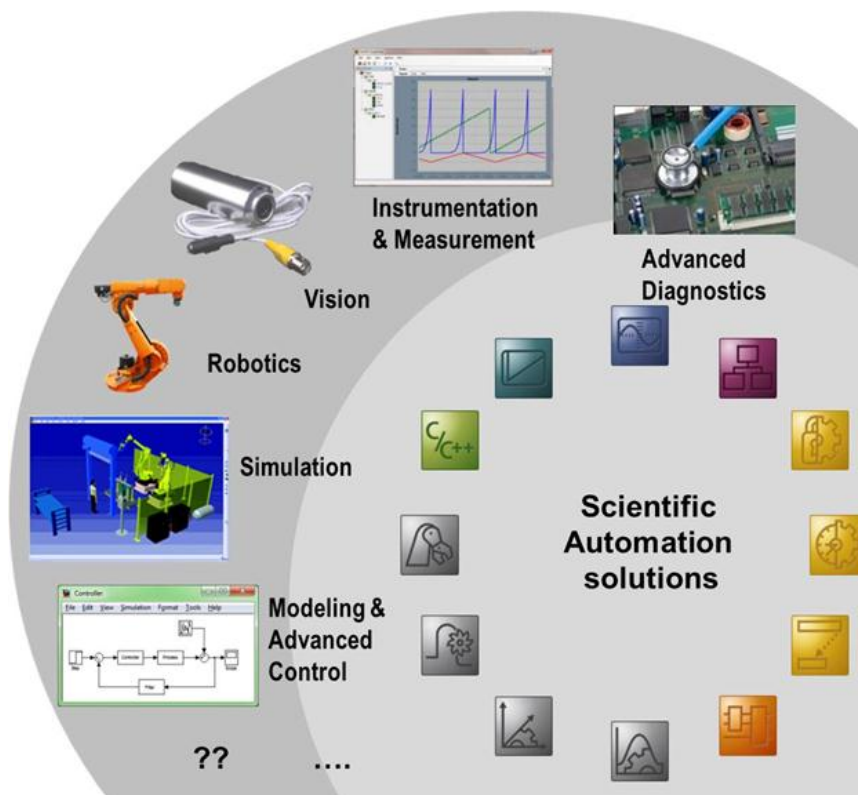 Instrumentation
& Measurement
Advanced
Diagnostics
Vision
Robotics
Simulation
C/C++
Scientific
Automation
solutions
Controller
File Edit View Simulation Format Tools Help
Controller
Process
Filter
Modeling &
Advanced
Control
?? ....